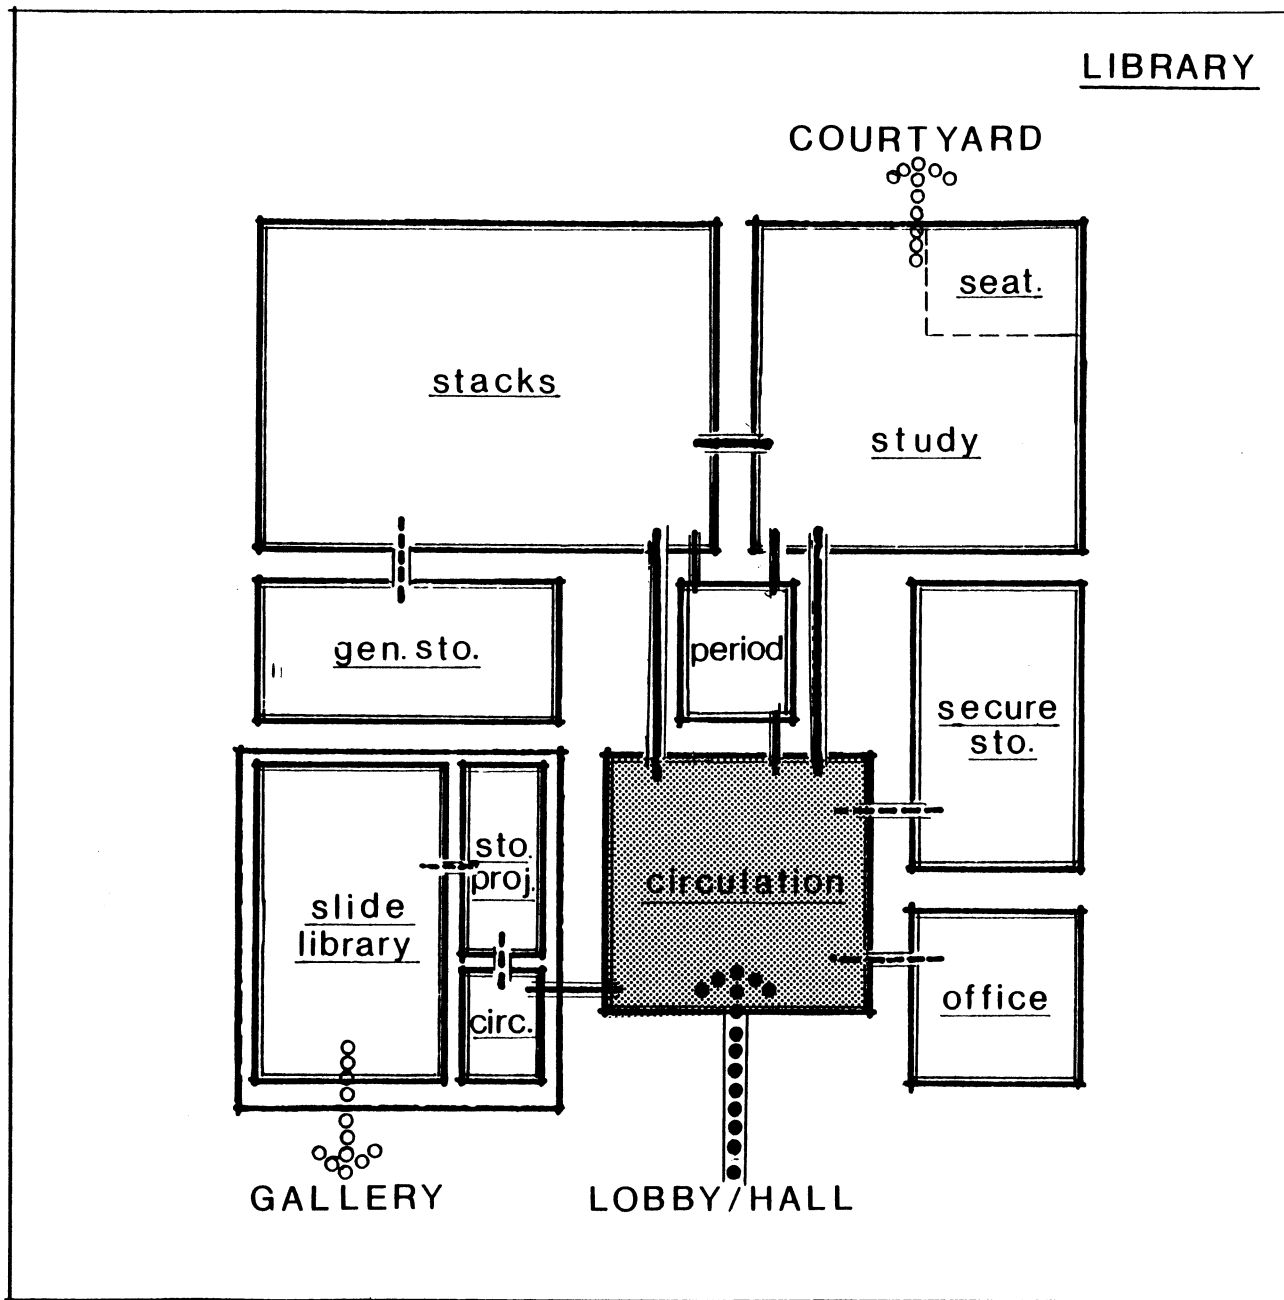 LIBRARY
COURTYARD
seat.
stacks
study
gen. sto.
period
secure
sto.
sto.
proj.
circulation
slide
library
circ.
office
GALLERY
LOBBY/HALL